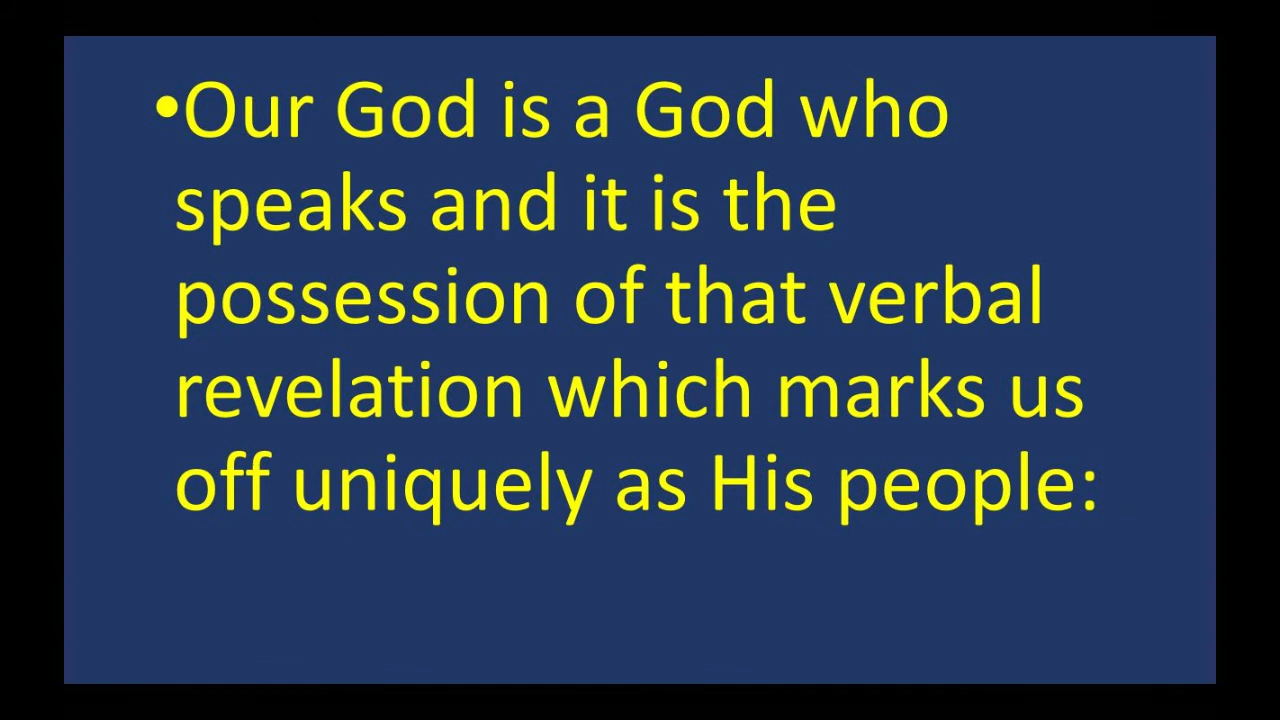 •Our God is a God who
speaks and it is the
possession of that verbal
revelation which marks us
off uniquely as His people: